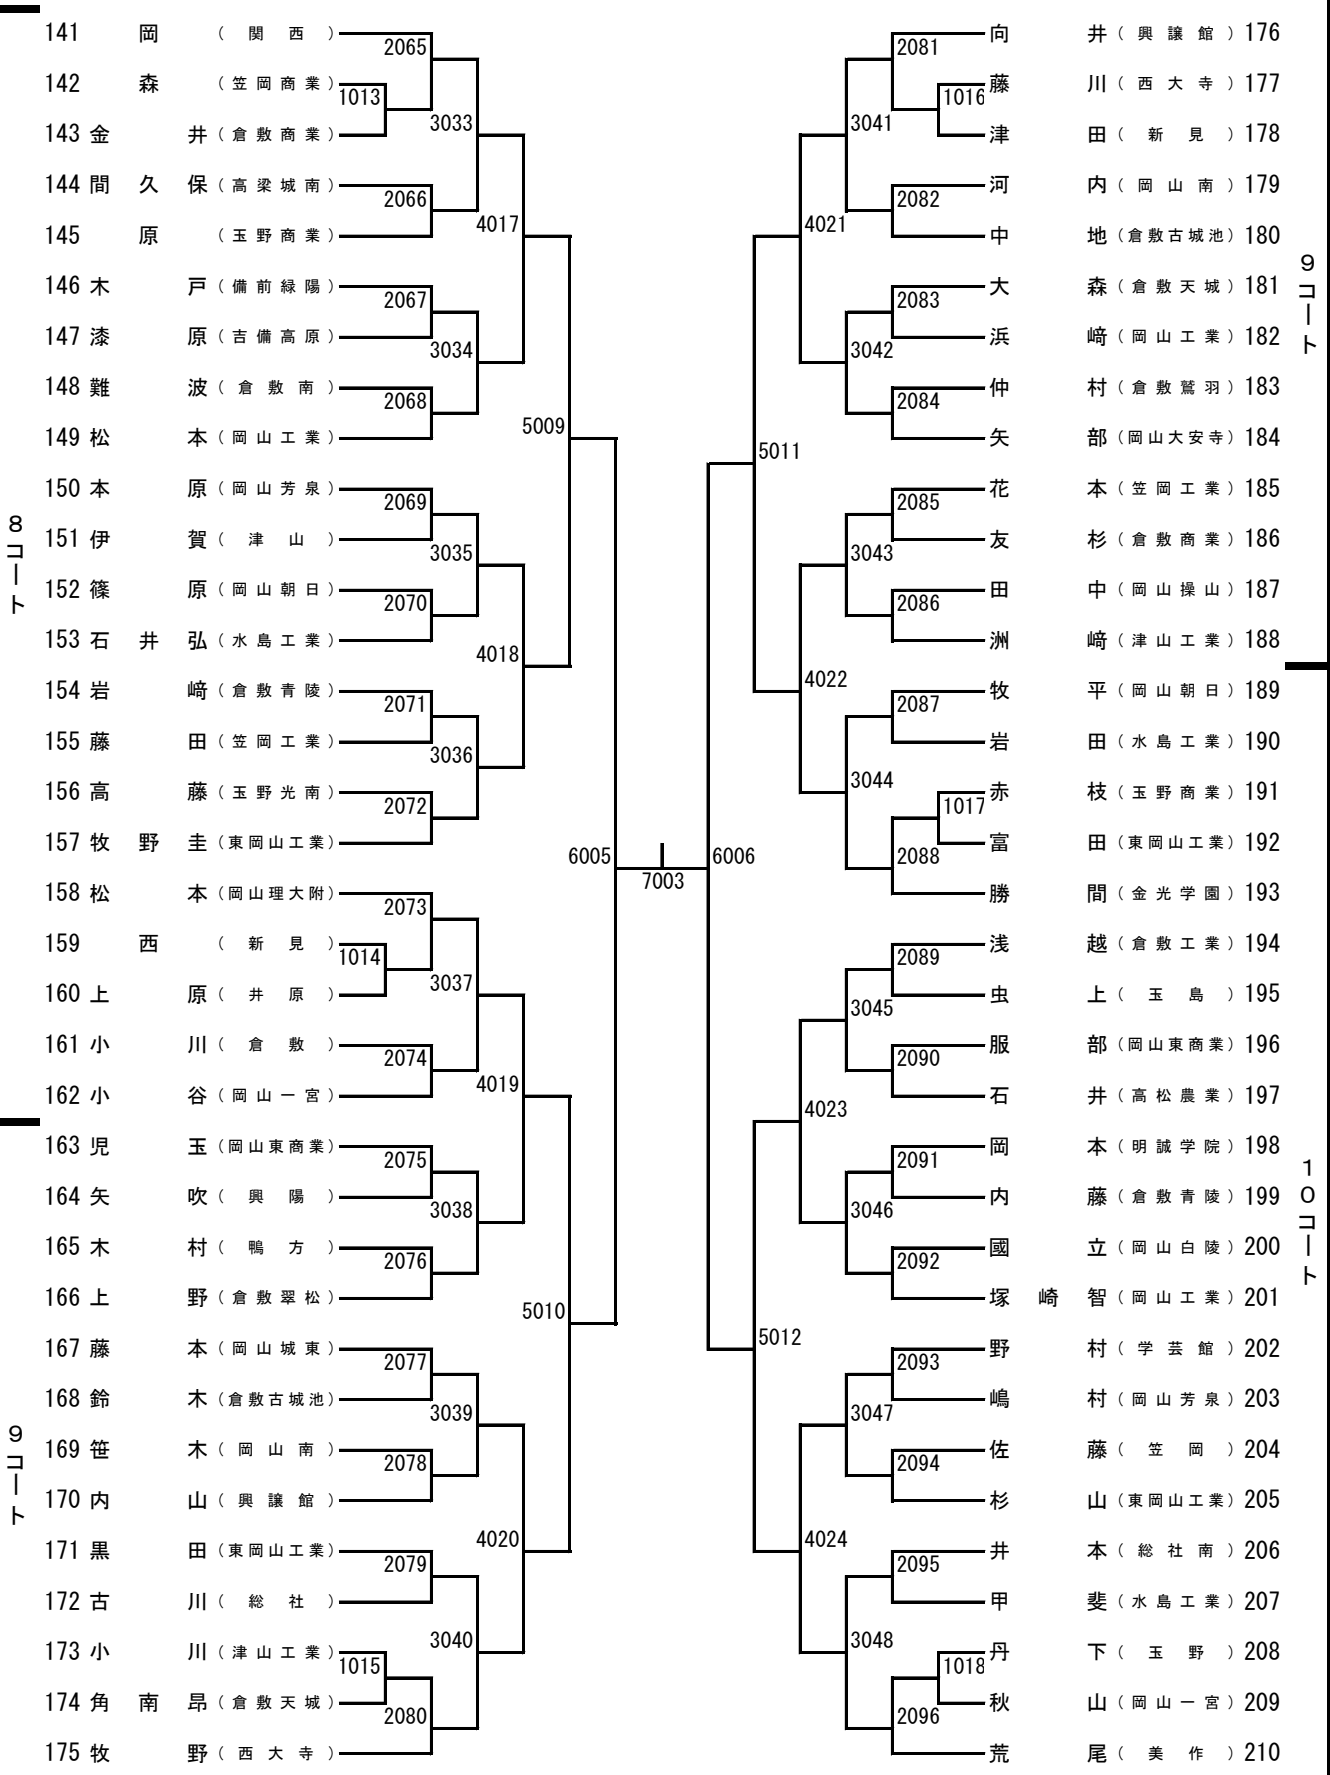 141 岡 (関西)
142 森 (笠岡商業)
143 金井 (倉敷商業)
144 間久保 (高梁城南)
145 原 (玉野商業)
146 木戸 (備前緑陽)
147 漆原 (吉備高原)
148 難波 (倉敷南)
149 松本 (岡山工業)
150 本原 (岡山芳泉)
151 伊賀 (津山)
152 篠原 (岡山朝日)
153 石井弘 (水島工業)
154 岩﨑 (倉敷青陵)
155 藤田 (笠岡工業)
156 高藤 (玉野光南)
157 牧野圭 (東岡山工業)
158 松本 (岡山理大附)
159 西 (新見)
160 上原 (井原)
161 小川 (倉敷)
162 小谷 (岡山一宮)
163 児玉 (岡山東商業)
164 矢吹 (興陽)
165 木村 (鴨方)
166 上野 (倉敷翠松)
167 藤本 (岡山城東)
168 鈴木 (倉敷古城池)
169 笹木 (岡山南)
170 内山 (興譲館)
171 黒田 (東岡山工業)
172 古川 (総社)
173 小川 (津山工業)
174 角南昂 (倉敷天城)
175 牧野 (西大寺)
8コート
9コート
1013
1014
1015
2065
2066
2067
2068
2069
2070
2071
2072
2073
2074
2075
2076
2077
2078
2079
2080
3033
3034
3035
3036
3037
3038
3039
3040
4017
4018
4019
4020
5009
5010
6005
7003
6006
5011
5012
4021
4022
4023
4024
3041
3042
3043
3044
3045
3046
3047
3048
2081
2082
2083
2084
2085
2086
2087
2088
2089
2090
2091
2092
2093
2094
2095
2096
1016
1017
1018
向井 (興譲館) 176
藤川 (西大寺) 177
津田 (新見) 178
河内 (岡山南) 179
中地 (倉敷古城池) 180
大森 (倉敷天城) 181
浜﨑 (岡山工業) 182
仲村 (倉敷鷲羽) 183
矢部 (岡山大安寺) 184
花本 (笠岡工業) 185
友杉 (倉敷商業) 186
田中 (岡山操山) 187
洲﨑 (津山工業) 188
牧平 (岡山朝日) 189
岩田 (水島工業) 190
赤枝 (玉野商業) 191
富田 (東岡山工業) 192
勝間 (金光学園) 193
浅越 (倉敷工業) 194
虫上 (玉島) 195
服部 (岡山東商業) 196
石井 (高松農業) 197
岡本 (明誠学院) 198
内藤 (倉敷青陵) 199
國立 (岡山白陵) 200
塚崎智 (岡山工業) 201
野村 (学芸館) 202
嶋村 (岡山芳泉) 203
佐藤 (笠岡) 204
杉山 (東岡山工業) 205
井本 (総社南) 206
甲斐 (水島工業) 207
丹下 (玉野) 208
秋山 (岡山一宮) 209
荒尾 (美作) 210
9コート
10コート